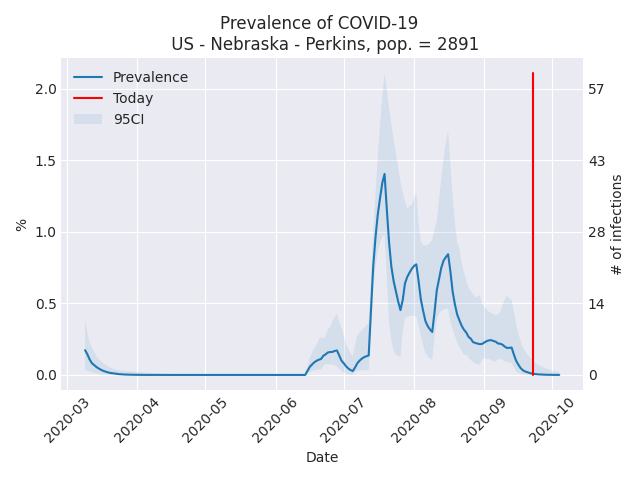 Prevalence of COVID-19
US - Nebraska - Perkins, pop. = 2891
Prevalence
Today
95CI
2.0
1.5
1.0
0.5
0.0
%
57
43
28
14
0
# of infections
2020-03
2020-04
2020-05
2020-06
2020-07
2020-08
2020-09
2020-10
Date